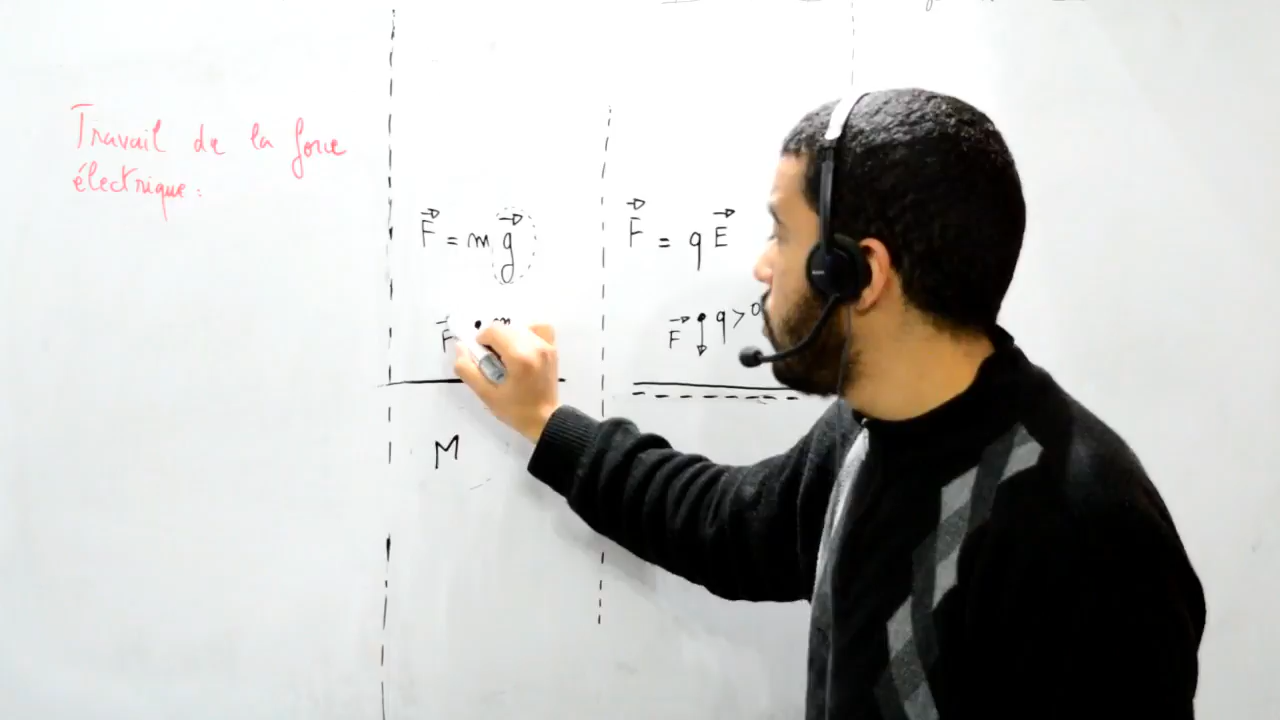 Travail de la force
électrique :
F⃗ = m g⃗
F⃗ m
M
F⃗ = q E⃗
F⃗ q > 0